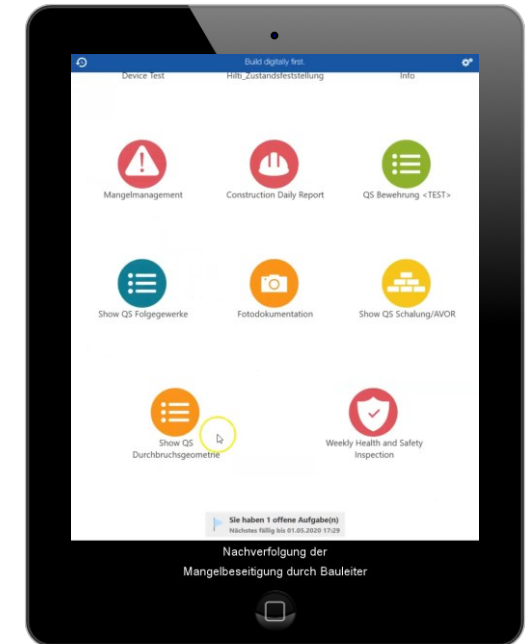 Build digitally first.
Device Test
Hilti_Zustandsfeststellung
Info
Mangelmanagement
Construction Daily Report
QS Bewehrung <TEST>
Show QS Folgegewerke
Fotodokumentation
Show QS Schalung/AVOR
Show QS
Durchbruchsgeometrie
Weekly Health and Safety
Inspection
Sie haben 1 offene Aufgabe(n)
Nächstes fällig bis 01.05.2020 17:29
Nachverfolgung der
Mangelbeseitigung durch Bauleiter